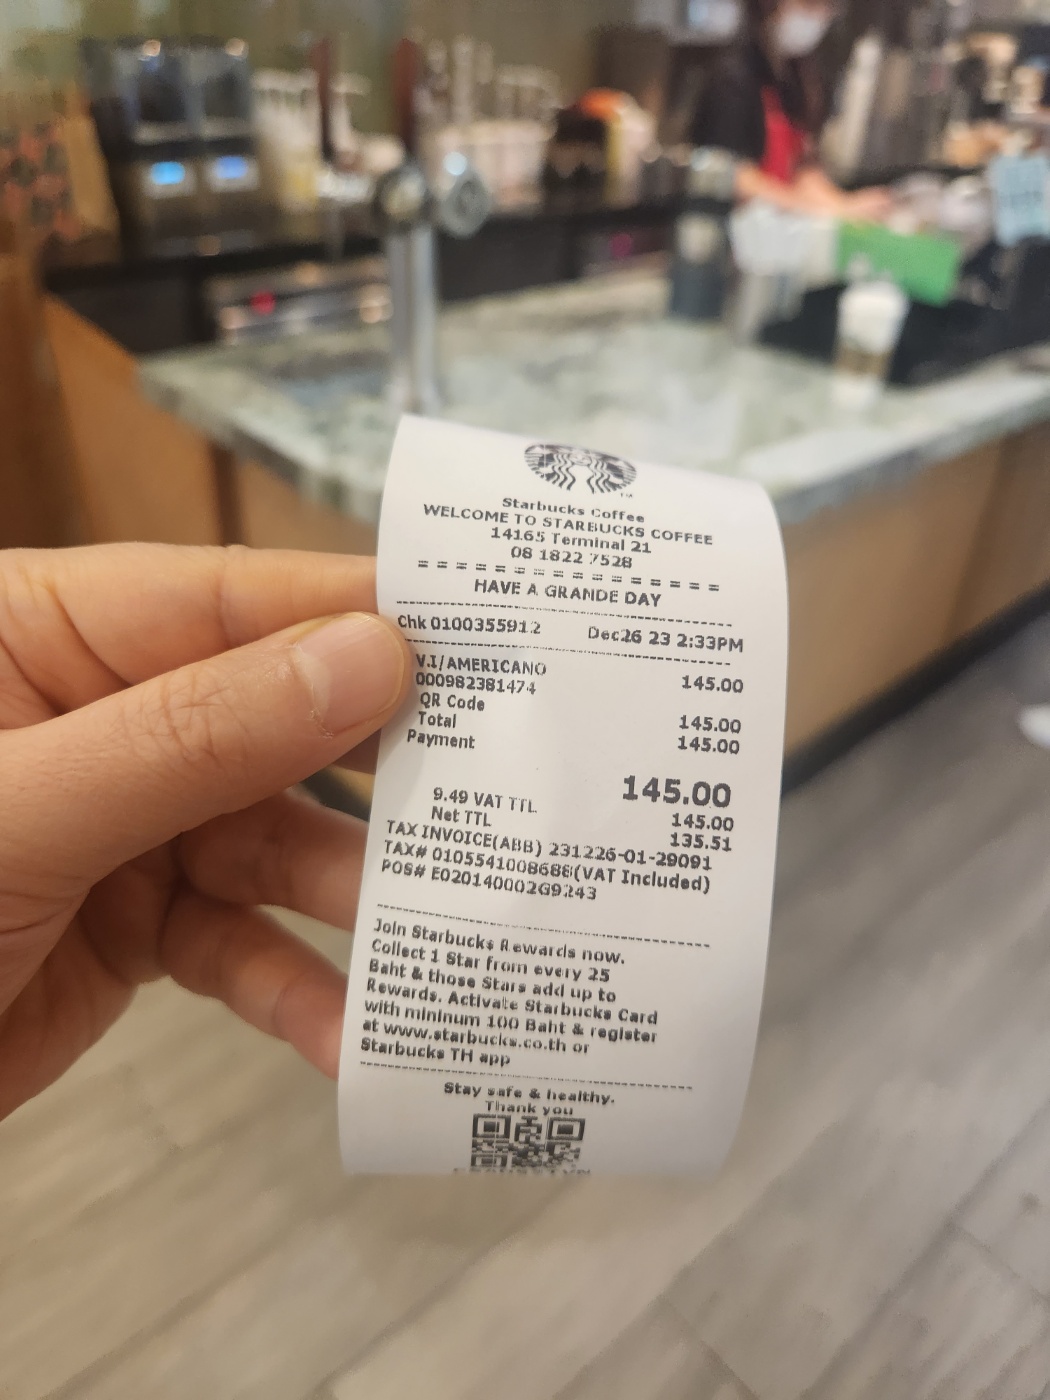 Starbucks Coffee
WELCOME TO STARBUCKS COFFEE
14165 Terminal 21
08 1822 7528
= = = = = = = = = = = = = = = =
HAVE A GRANDE DAY
Chk 0100355912 Dec26 23 2:33PM
V.I/AMERICANO 145.00
000982381474
QR Code 145.00
Total 145.00
Payment 145.00
9.49 VAT TTL 145.00
Net TTL 135.51
TAX INVOICE(ABB) 231226-01-29091
TAX# 0105541008688(VAT Included)
POS# E020140002G9243
Join Starbucks Rewards now.
Collect 1 Star from every 25
Baht & those Stars add up to
Rewards. Activate Starbucks Card
with mininum 100 Baht & register
at www.starbucks.co.th or
Starbucks TH app
Stay safe & healthy.
Thank you